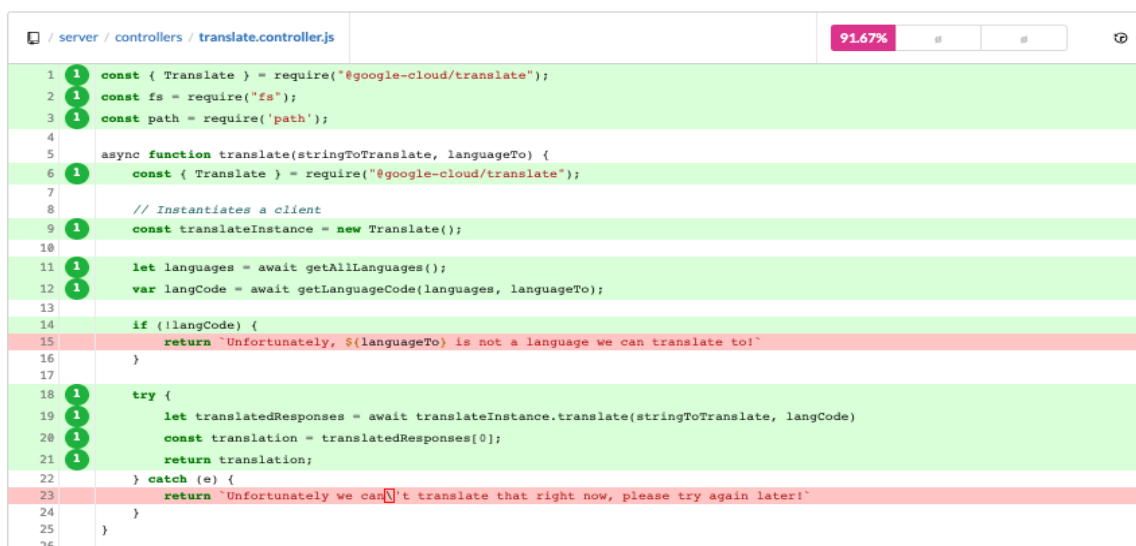 / server / controllers / translate.controller.js 91.67% ø ø
1 1 const { Translate } = require("@google-cloud/translate");
2 1 const fs = require("fs");
3 1 const path = require('path');
4
5 async function translate(stringToTranslate, languageTo) {
6 1 const { Translate } = require("@google-cloud/translate");
7
8 // Instantiates a client
9 1 const translateInstance = new Translate();
10
11 1 let languages = await getAllLanguages();
12 1 var langCode = await getLanguageCode(languages, languageTo);
13
14 if (!langCode) {
15 return `Unfortunately, ${languageTo} is not a language we can translate to!`
16 }
17
18 1 try {
19 1 let translatedResponses = await translateInstance.translate(stringToTranslate, langCode)
20 1 const translation = translatedResponses[0];
21 1 return translation;
22 } catch (e) {
23 return `Unfortunately we can\'t translate that right now, please try again later!`
24 }
25 }
26